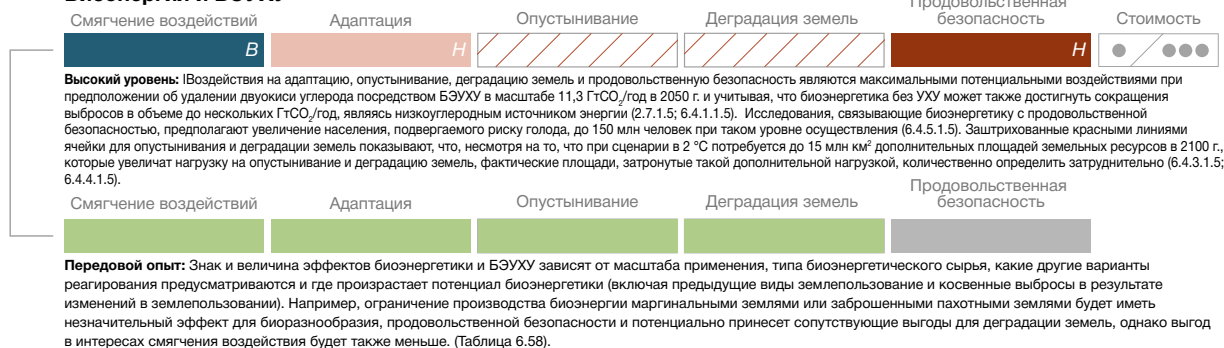 Смягчение воздействий Адаптация Опустынивание Деградация земель Продовольственная безопасность Стоимость
В Н Н
Высокий уровень: IВоздействия на адаптацию, опустынивание, деградацию земель и продовольственную безопасность являются максимальными потенциальными воздействиями при
предположении об удалении двуокиси углерода посредством БЭУХУ в масштабе 11,3 ГтCO₂/год в 2050 г. и учитывая, что биоэнергетика без УХУ может также достигнуть сокращения
выбросов в объеме до нескольких ГтCO₂/год, являясь низкоуглеродным источником энергии (2.7.1.5; 6.4.1.1.5). Исследования, связывающие биоэнергетику с продовольственной
безопасностью, предполагают увеличение населения, подвергаемого риску голода, до 150 млн человек при таком уровне осуществления (6.4.5.1.5). Заштрихованные красными линиями
ячейки для опустынивания и деградации земель показывают, что, несмотря на то, что при сценарии в 2 °C потребуется до 15 млн км² дополнительных площадей земельных ресурсов в 2100 г.,
которые увеличат нагрузку на опустынивание и деградацию земель, фактические площади, затронутые такой дополнительной нагрузкой, количественно определить затруднительно (6.4.3.1.5;
6.4.4.1.5).
Смягчение воздействий Адаптация Опустынивание Деградация земель Продовольственная безопасность
Передовой опыт: Знак и величина эффектов биоэнергетики и БЭУХУ зависят от масштаба применения, типа биоэнергетического сырья, какие другие варианты
реагирования предусматриваются и где произрастает потенциал биоэнергетики (включая предыдущие виды землепользование и косвенные выбросы в результате
изменений в землепользовании). Например, ограничение производства биоэнергии маргинальными землями или заброшенными пахотными землями будет иметь
незначительный эффект для биоразнообразия, продовольственной безопасности и потенциально принесет сопутствующие выгоды для деградации земель, однако выгод
в интересах смягчения воздействия будет также меньше. (Таблица 6.58).